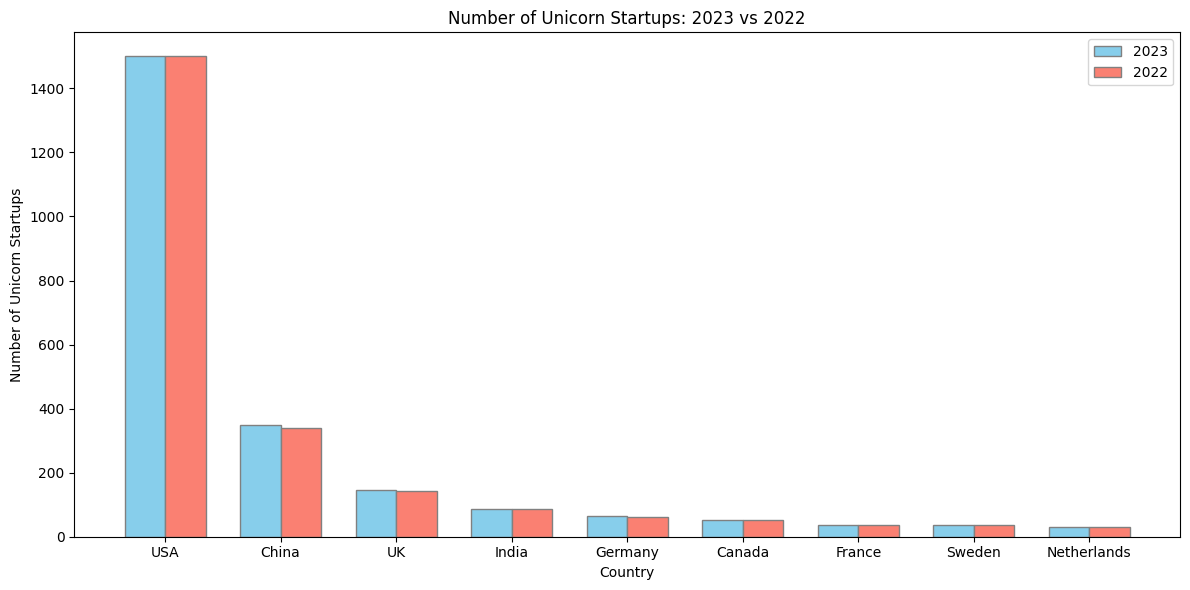 Number of Unicorn Startups: 2023 vs 2022
2023
2022
Number of Unicorn Startups
1400
1200
1000
800
600
400
200
0
USA China UK India Germany Canada France Sweden Netherlands
Country